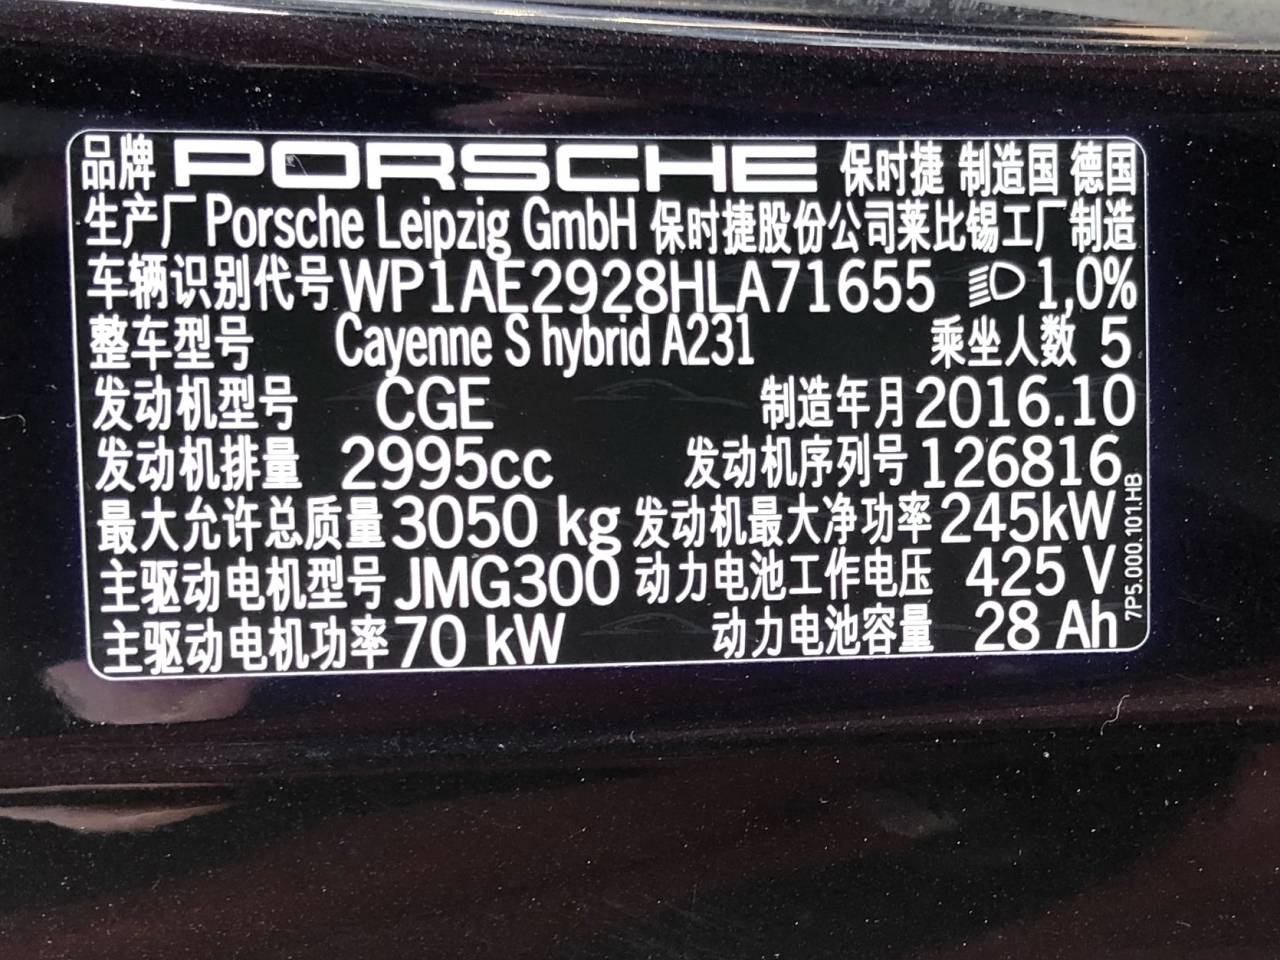 品牌 PORSCHE 保时捷 制造国 德国
生产厂 Porsche Leipzig GmbH 保时捷股份公司莱比锡工厂制造
车辆识别代号 WP1AE2928HLA71655 1,0%
整车型号 Cayenne S hybrid A231 乘坐人数 5
发动机型号 CGE 制造年月 2016.10
发动机排量 2995cc 发动机序列号 126816
最大允许总质量 3050 kg 发动机最大净功率 245kW
主驱动电机型号 JMG300 动力电池工作电压 425 V
主驱动电机功率 70 kW 动力电池容量 28 Ah
7P5.000.101.HB